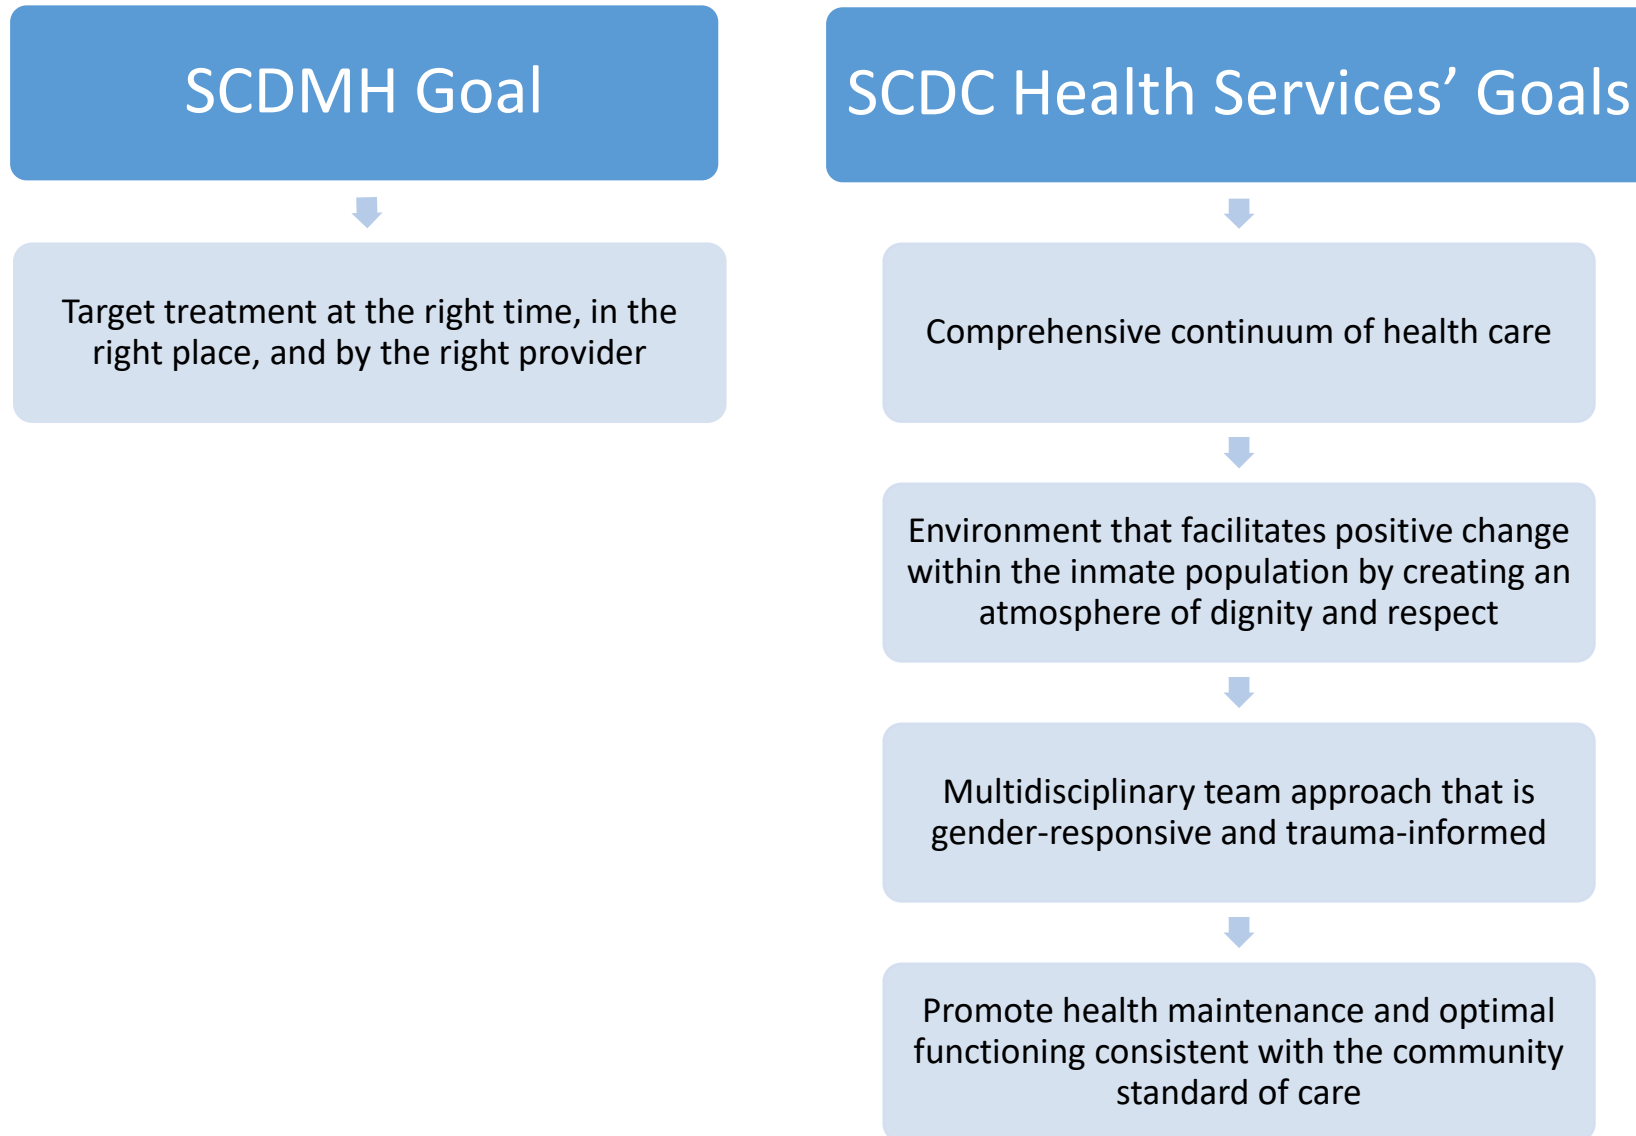 SCDMH Goal
Target treatment at the right time, in the
right place, and by the right provider
SCDC Health Services’ Goals
Comprehensive continuum of health care
Environment that facilitates positive change
within the inmate population by creating an
atmosphere of dignity and respect
Multidisciplinary team approach that is
gender-responsive and trauma-informed
Promote health maintenance and optimal
functioning consistent with the community
standard of care